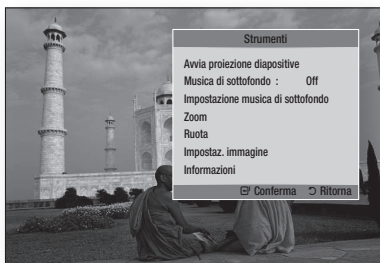 Strumenti
Avvia proiezione diapositive
Musica di sottofondo : Off
Impostazione musica di sottofondo
Zoom
Ruota
Impostaz. immagine
Informazioni
Conferma Ritorna